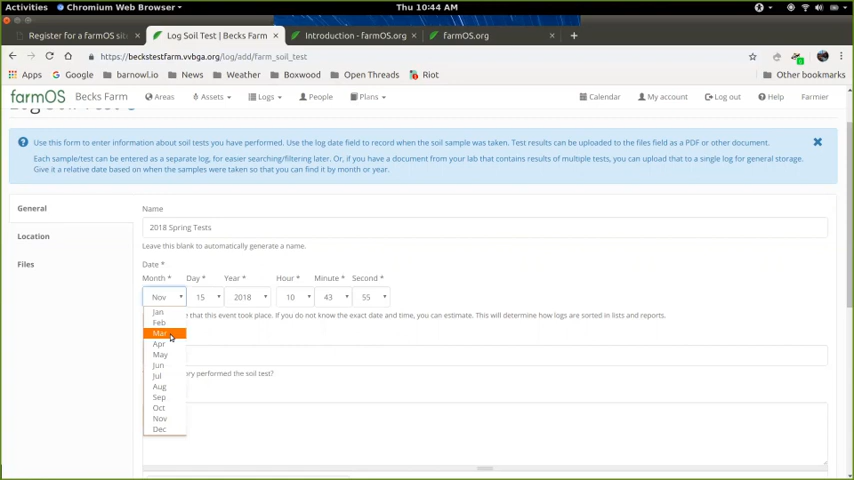 Activities Chromium Web Browser Thu 10:44 AM
Register for a farmOS sit Log Soil Test | Becks Farm Introduction - farmOS.org farmOS.org
https://beckstestfarm.vvbga.org/log/add/farm_soil_test
Apps Google barnowl.io News Weather Boxwood Open Threads Riot Other bookmarks
farmOS Becks Farm Areas Assets Logs People Plans Calendar My account Log out Help Farmier
Log Soil Test
Use this form to enter information about soil tests you have performed. Use the log date field to record when the soil sample was taken. Test results can be uploaded to the files field as a PDF or other document.
Each sample/test can be entered as a separate log, for easier searching/filtering later. Or, if you have a document from your lab that contains results of multiple tests, you can upload that to a single log for general storage.
Give it a relative date based on when the samples were taken so that you can find it by month or year.
General
Location
Files
Name
2018 Spring Tests
Leave this blank to automatically generate a name.
Date *
Month * Day * Year * Hour * Minute * Second *
Nov 15 2018 10 43 55
Jan
that this event took place. If you do not know the exact date and time, you can estimate. This will determine how logs are sorted in lists and reports.
Feb
Mar
Apr
May
Jun
ory performed the soil test?
Jul
Aug
Sep
Oct
Nov
Dec